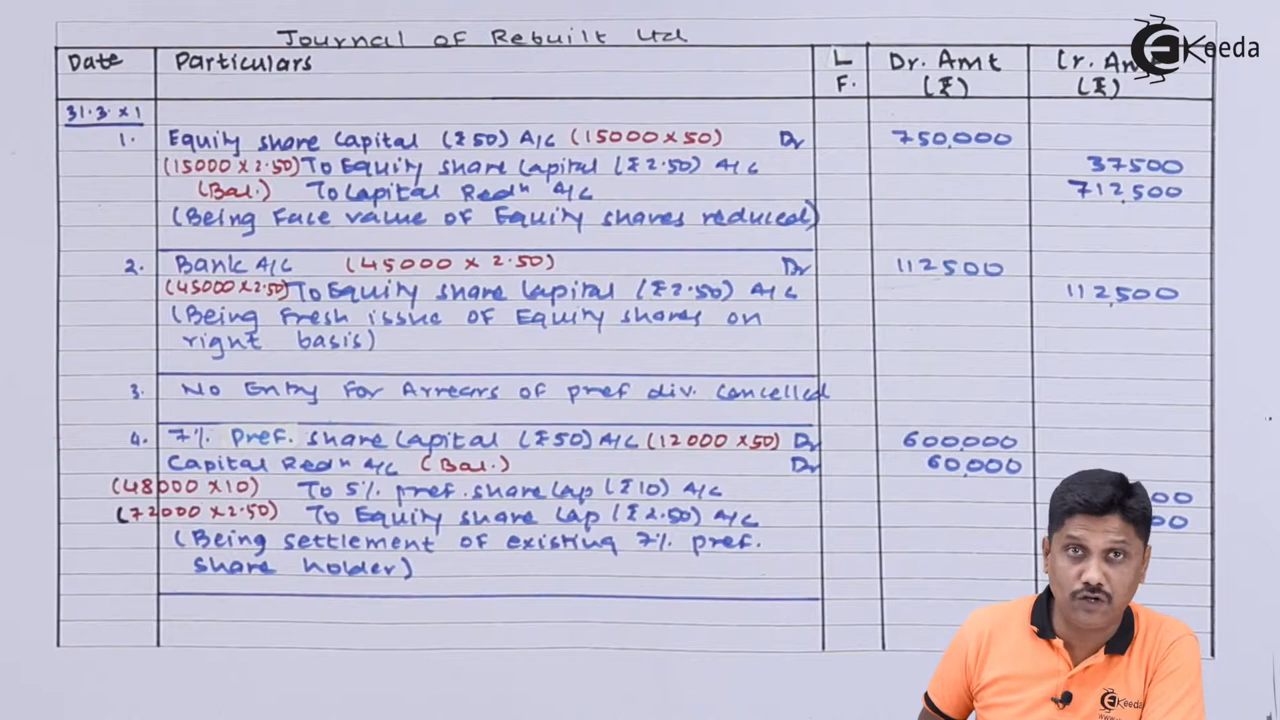 Journal of Rebuilt Ltd
Keeda
Date Particulars L F. Dr. Amt (₹) Cr. Am (₹)
31.3.x1
1. Equity share capital (₹50) A/c (15000 x 50) Dr 750,000
(15000 x 2.50) To Equity share capital (₹2.50) A/c 37500
(Bal.) To Capital Redⁿ A/c 712,500
(Being Face value of Equity shares reduced)
2. Bank A/c (45000 x 2.50) Dr 112500
(45000 x 2.50) To Equity share capital (₹2.50) A/c 112,500
(Being Fresh issue of Equity shares on
right basis)
3. No Entry for Arrears of pref div. cancelled
4. 7% Pref. share capital (₹50) A/c (12000 x 50) Dr 600,000
Capital Redⁿ A/c (Bal.) Dr 60,000
(48000 x 10) To 5% pref. share cap (₹10) A/c 00
(72000 x 2.50) To Equity share cap (₹2.50) A/c 00
(Being settlement of existing 7% pref.
share holder)
Keeda